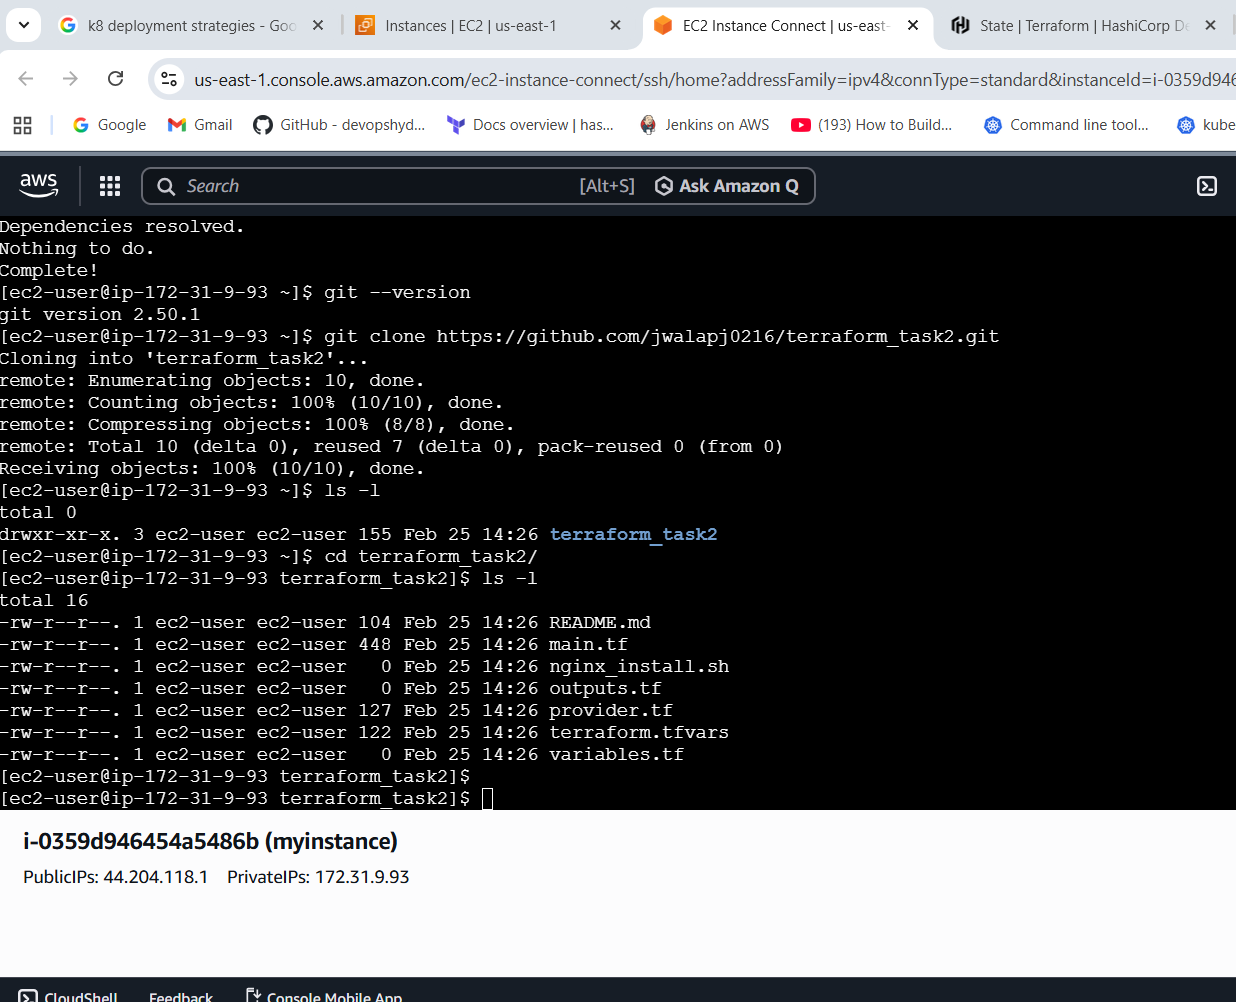 k8 deployment strategies - Goo
Instances | EC2 | us-east-1
EC2 Instance Connect | us-east-
State | Terraform | HashiCorp De
us-east-1.console.aws.amazon.com/ec2-instance-connect/ssh/home?addressFamily=ipv4&connType=standard&instanceId=i-0359d946
Google
Gmail
GitHub - devopshyd...
Docs overview | has...
Jenkins on AWS
(193) How to Build...
Command line tool...
kube
aws
Search
[Alt+S]
Ask Amazon Q
Dependencies resolved.
Nothing to do.
Complete!
[ec2-user@ip-172-31-9-93 ~]$ git --version
git version 2.50.1
[ec2-user@ip-172-31-9-93 ~]$ git clone https://github.com/jwalapj0216/terraform_task2.git
Cloning into 'terraform_task2'...
remote: Enumerating objects: 10, done.
remote: Counting objects: 100% (10/10), done.
remote: Compressing objects: 100% (8/8), done.
remote: Total 10 (delta 0), reused 7 (delta 0), pack-reused 0 (from 0)
Receiving objects: 100% (10/10), done.
[ec2-user@ip-172-31-9-93 ~]$ ls -l
total 0
drwxr-xr-x. 3 ec2-user ec2-user 155 Feb 25 14:26 terraform_task2
[ec2-user@ip-172-31-9-93 ~]$ cd terraform_task2/
[ec2-user@ip-172-31-9-93 terraform_task2]$ ls -l
total 16
-rw-r--r--. 1 ec2-user ec2-user 104 Feb 25 14:26 README.md
-rw-r--r--. 1 ec2-user ec2-user 448 Feb 25 14:26 main.tf
-rw-r--r--. 1 ec2-user ec2-user   0 Feb 25 14:26 nginx_install.sh
-rw-r--r--. 1 ec2-user ec2-user   0 Feb 25 14:26 outputs.tf
-rw-r--r--. 1 ec2-user ec2-user 127 Feb 25 14:26 provider.tf
-rw-r--r--. 1 ec2-user ec2-user 122 Feb 25 14:26 terraform.tfvars
-rw-r--r--. 1 ec2-user ec2-user   0 Feb 25 14:26 variables.tf
[ec2-user@ip-172-31-9-93 terraform_task2]$
[ec2-user@ip-172-31-9-93 terraform_task2]$
i-0359d946454a5486b (myinstance)
PublicIPs: 44.204.118.1 PrivateIPs: 172.31.9.93
CloudShell Feedback Console Mobile App